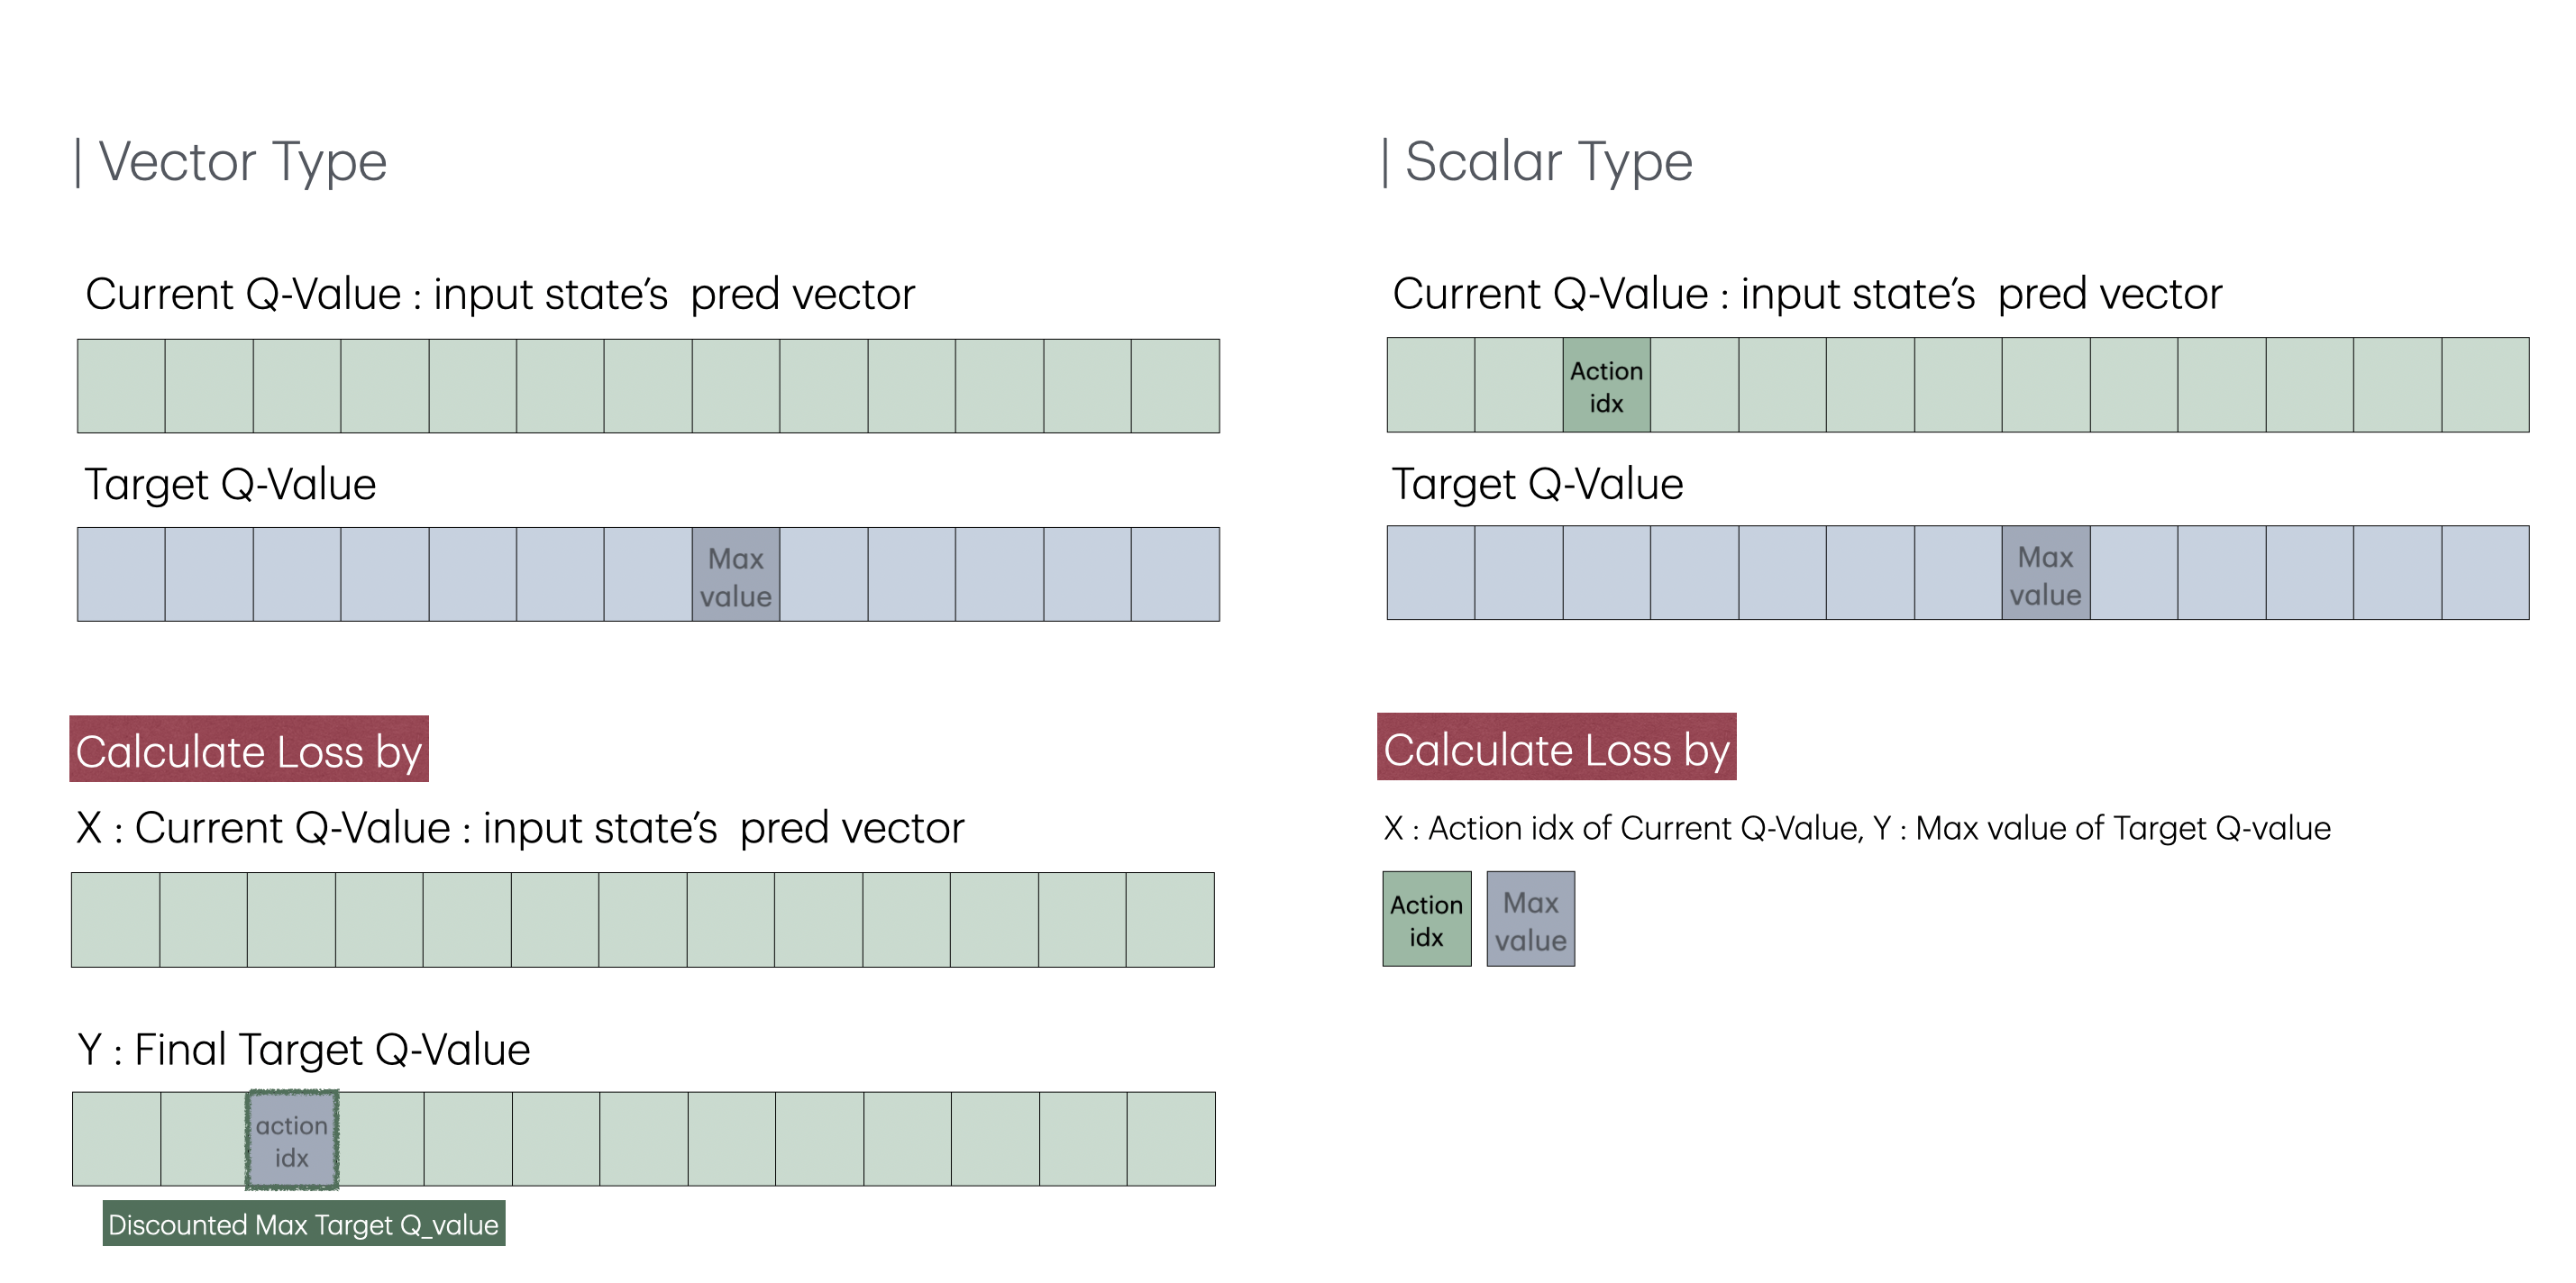 | Vector Type
Current Q-Value : input state’s pred vector
Target Q-Value
Max
value
Calculate Loss by
X : Current Q-Value : input state’s pred vector
Y : Final Target Q-Value
action
idx
Discounted Max Target Q_value
| Scalar Type
Current Q-Value : input state’s pred vector
Action
idx
Target Q-Value
Max
value
Calculate Loss by
X : Action idx of Current Q-Value, Y : Max value of Target Q-value
Action
idx
Max
value